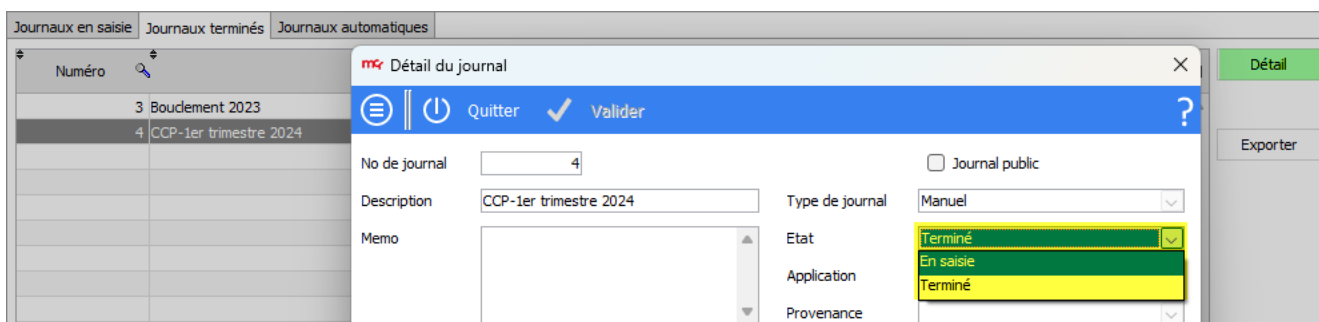 Journaux en saisie Journaux terminés Journaux automatiques
Numéro
mcr Détail du journal
Détail
Quitter Valider ?
3 Bouclement 2023
4 CCP-1er trimestre 2024
Exporter
No de journal 4 Journal public
Description CCP-1er trimestre 2024 Type de journal Manuel
Memo Etat Terminé
En saisie
Application Terminé
Provenance